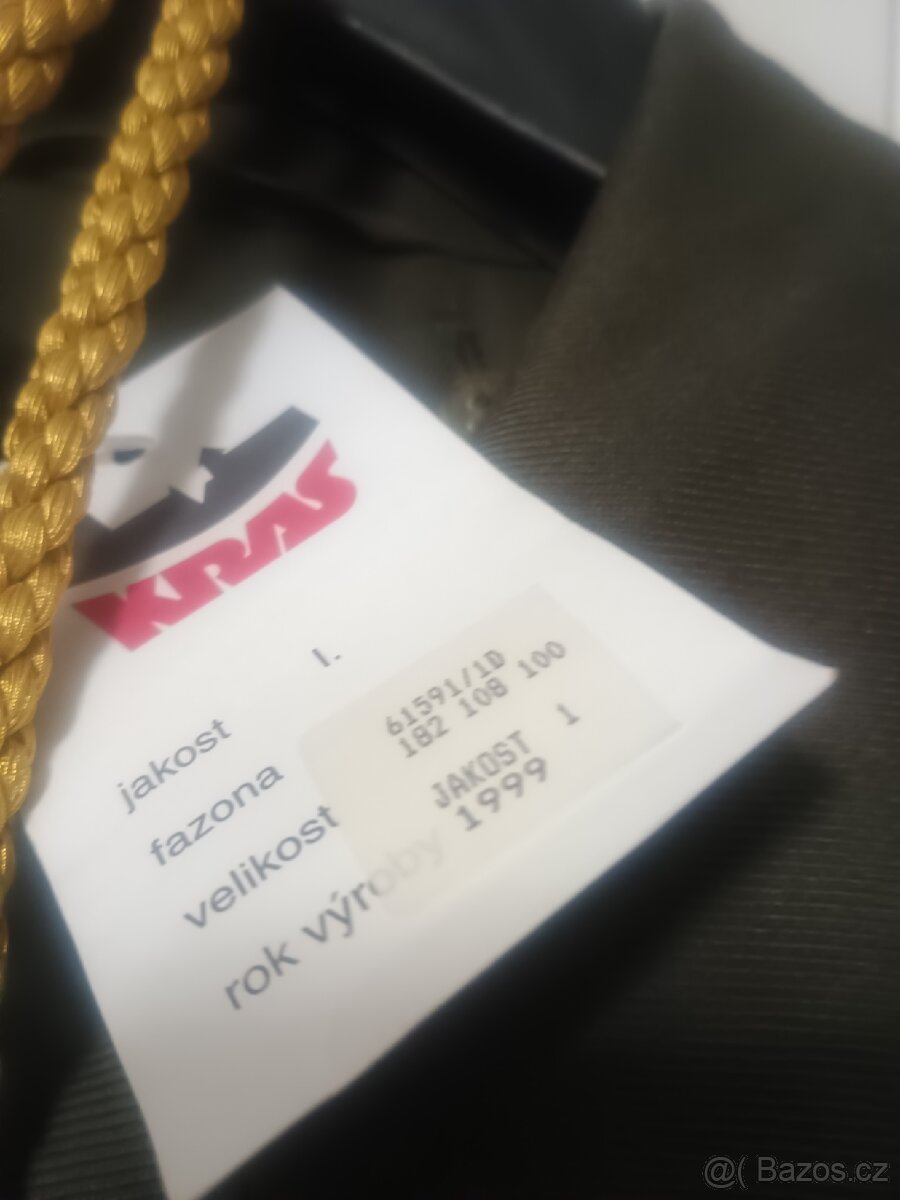 KRAS
jakost I.
fazona 61591/1D
182 108 100
velikost JAKOST 1
rok výroby 1999
@( Bazos.cz